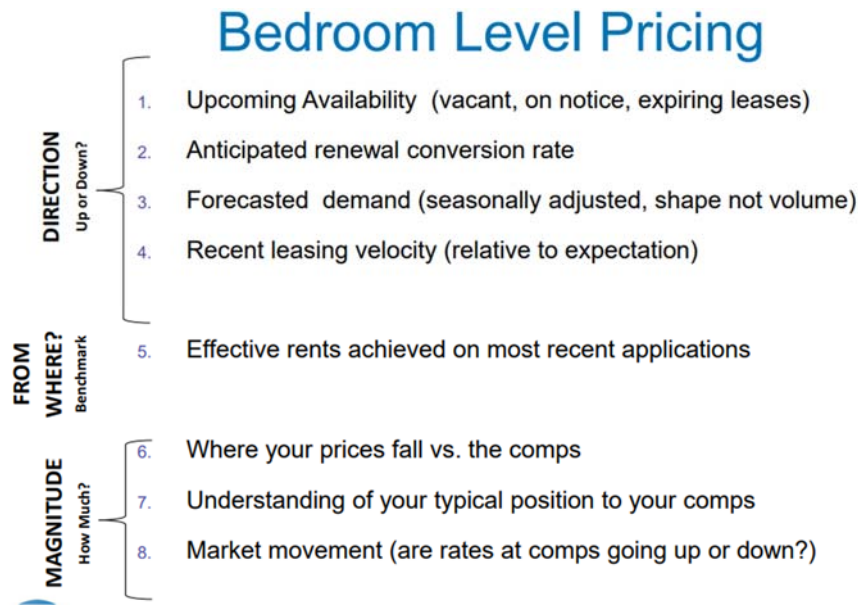 Bedroom Level Pricing
DIRECTION
Up or Down?
1. Upcoming Availability (vacant, on notice, expiring leases)
2. Anticipated renewal conversion rate
3. Forecasted demand (seasonally adjusted, shape not volume)
4. Recent leasing velocity (relative to expectation)
FROM
WHERE?
Benchmark
5. Effective rents achieved on most recent applications
MAGNITUDE
How Much?
6. Where your prices fall vs. the comps
7. Understanding of your typical position to your comps
8. Market movement (are rates at comps going up or down?)